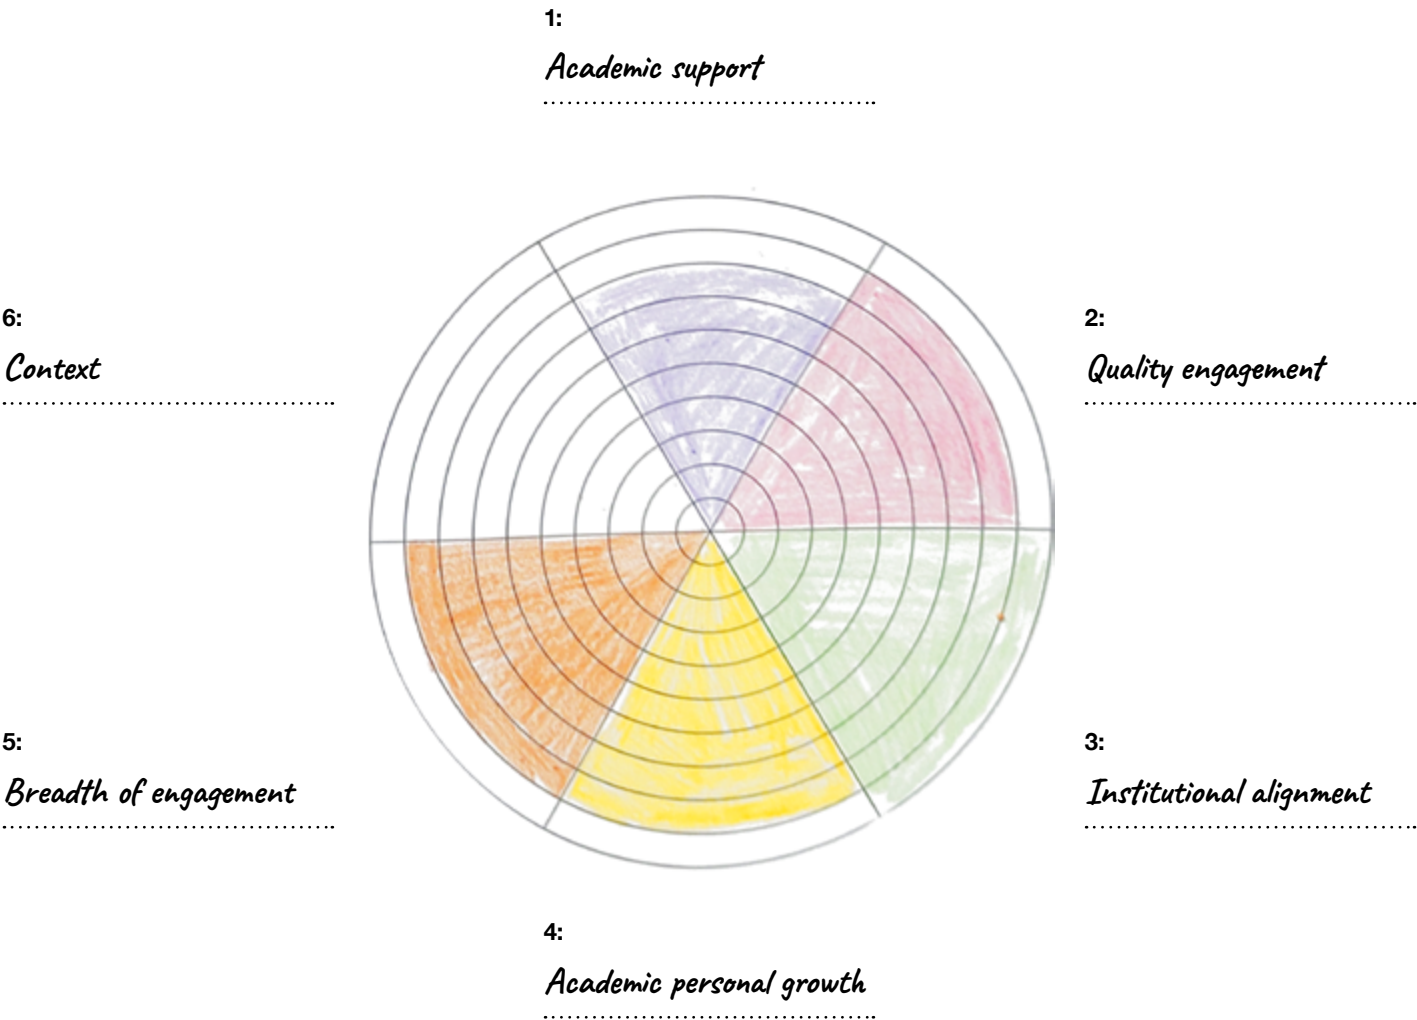 1:
Academic support
2:
Quality engagement
3:
Institutional alignment
4:
Academic personal growth
5:
Breadth of engagement
6:
Context